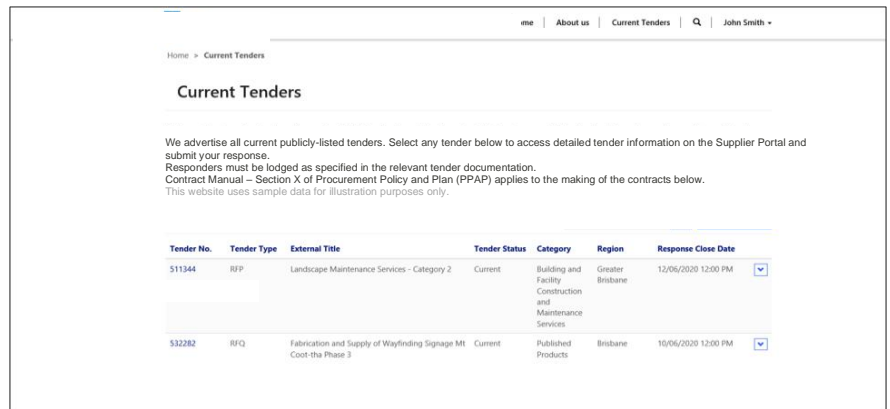 ome | About us | Current Tenders | John Smith
Home > Current Tenders
Current Tenders
We advertise all current publicly-listed tenders. Select any tender below to access detailed tender information on the Supplier Portal and
submit your response.
Responders must be lodged as specified in the relevant tender documentation.
Contract Manual – Section X of Procurement Policy and Plan (PPAP) applies to the making of the contracts below.
This website uses sample data for illustration purposes only.
Tender No. Tender Type External Title Tender Status Category Region Response Close Date
511344 RFP Landscape Maintenance Services - Category 2 Current Building and Greater 12/06/2020 12:00 PM
Facility Brisbane
Construction
and
Maintenance
Services
532282 RFQ Fabrication and Supply of Wayfinding Signage Mt Current Published Brisbane 10/06/2020 12:00 PM
Coot-tha Phase 3 Products